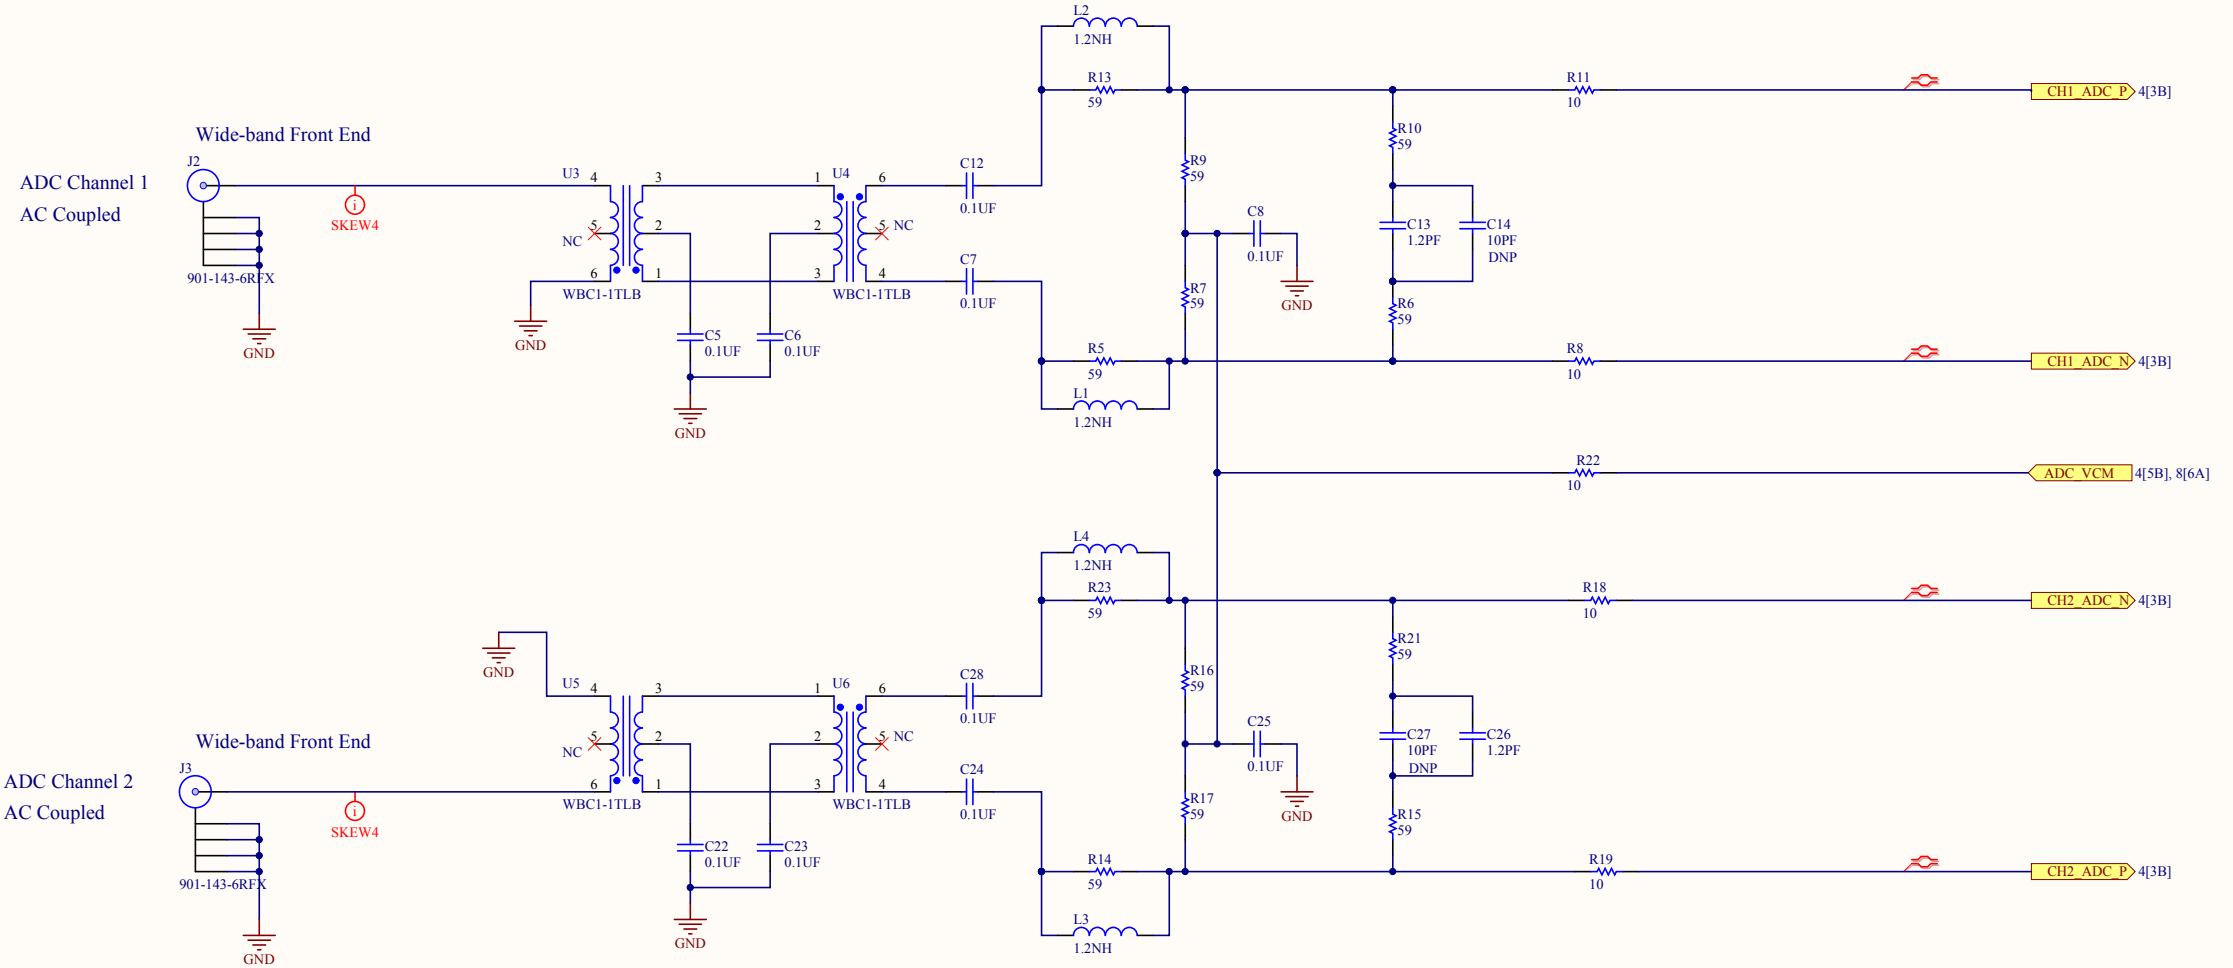 L2
1.2NH
R13
59
R11
10
CH1_ADC_P
4[3B]
Wide-band Front End
J2
ADC Channel 1
AC Coupled
901-143-6RFX
GND
i
SKEW4
U3
4
5
NC
6
3
2
1
WBC1-1TLB
GND
1
U4
2
3
6
5
NC
4
WBC1-1TLB
C5
0.1UF
C6
0.1UF
GND
C12
0.1UF
C7
0.1UF
R9
59
R7
59
C8
0.1UF
GND
R10
59
C13
1.2PF
C14
10PF
DNP
R6
59
R5
59
L1
1.2NH
R8
10
CH1_ADC_N
4[3B]
R22
10
ADC_VCM
4[5B], 8[6A]
L4
1.2NH
R23
59
R18
10
CH2_ADC_N
4[3B]
GND
Wide-band Front End
J3
ADC Channel 2
AC Coupled
901-143-6RFX
GND
i
SKEW4
U5
4
5
NC
6
3
2
1
WBC1-1TLB
1
U6
2
3
6
5
NC
4
WBC1-1TLB
C22
0.1UF
C23
0.1UF
GND
C28
0.1UF
C24
0.1UF
R16
59
R17
59
C25
0.1UF
GND
R21
59
C27
10PF
DNP
C26
1.2PF
R15
59
R14
59
L3
1.2NH
R19
10
CH2_ADC_P
4[3B]